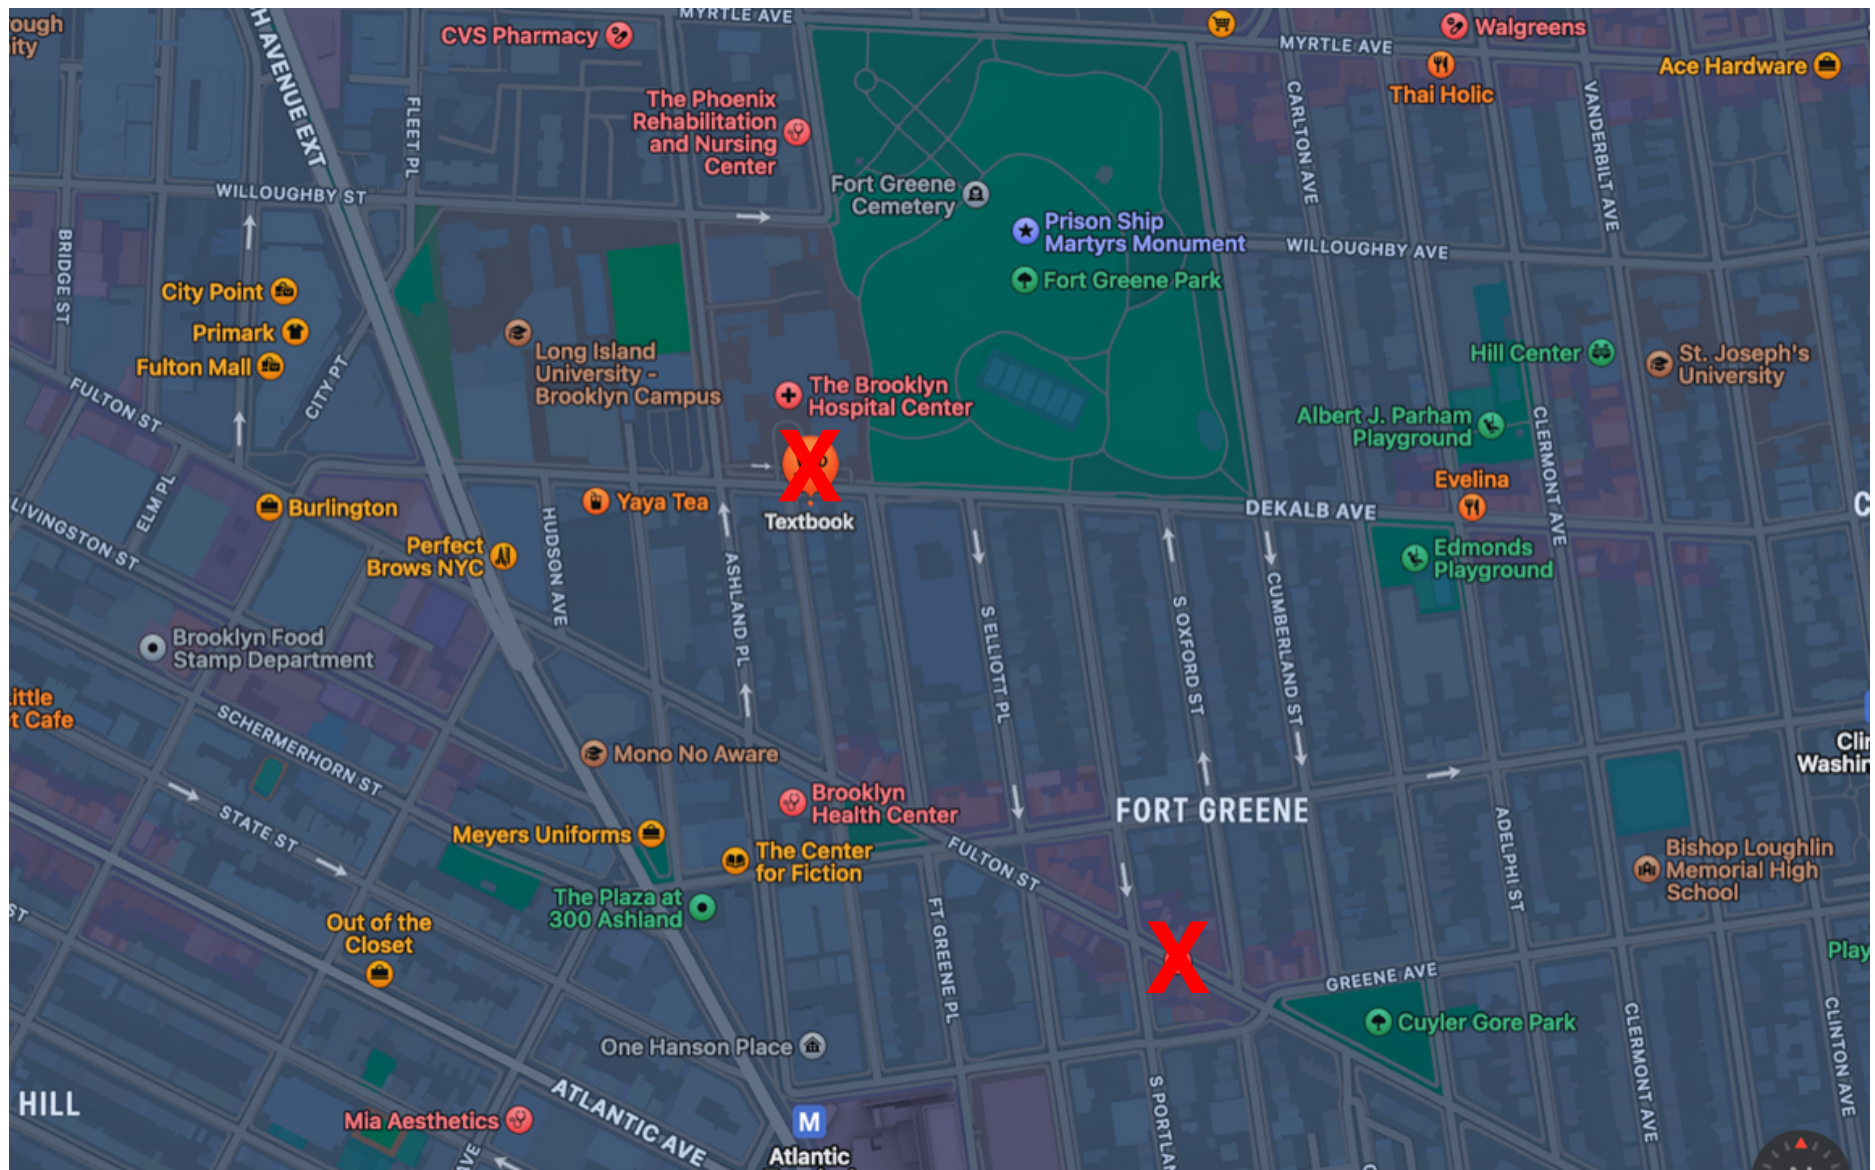 MYRTLE AVE
ough
ity
H AVENUE EXT
CVS Pharmacy
Walgreens
MYRTLE AVE
Ace Hardware
Thai Holic
FLEET PL
The Phoenix
Rehabilitation
and Nursing
Center
CARLTON AVE
VANDERBILT AVE
WILLOUGHBY ST
Fort Greene
Cemetery
Prison Ship
Martyrs Monument
WILLOUGHBY AVE
BRIDGE ST
Fort Greene Park
City Point
Primark
Fulton Mall
Long Island
University -
Brooklyn Campus
Hill Center
St. Joseph's
University
FULTON ST
CITY PT
The Brooklyn
Hospital Center
Albert J. Parham
Playground
CLERMONT AVE
X
Evelina
LIVINGSTON ST
ELM PL
Burlington
Yaya Tea
Textbook
DEKALB AVE
C
Perfect
Brows NYC
HUDSON AVE
ASHLAND PL
Edmonds
Playground
Brooklyn Food
Stamp Department
S ELLIOTT PL
S OXFORD ST
CUMBERLAND ST
ittle
t Cafe
SCHERMERHORN ST
Mono No Aware
Clin
Washin
STATE ST
Brooklyn
Health Center
FORT GREENE
ADELPHI ST
Meyers Uniforms
The Center
for Fiction
FULTON ST
Bishop Loughlin
Memorial High
School
ST
The Plaza at
300 Ashland
Out of the
Closet
FT GREENE PL
X
GREENE AVE
Play
Cuyler Gore Park
CLERMONT AVE
CLINTON AVE
One Hanson Place
HILL
Mia Aesthetics
ATLANTIC AVE
M
Atlantic
S PORTLAN
AVE